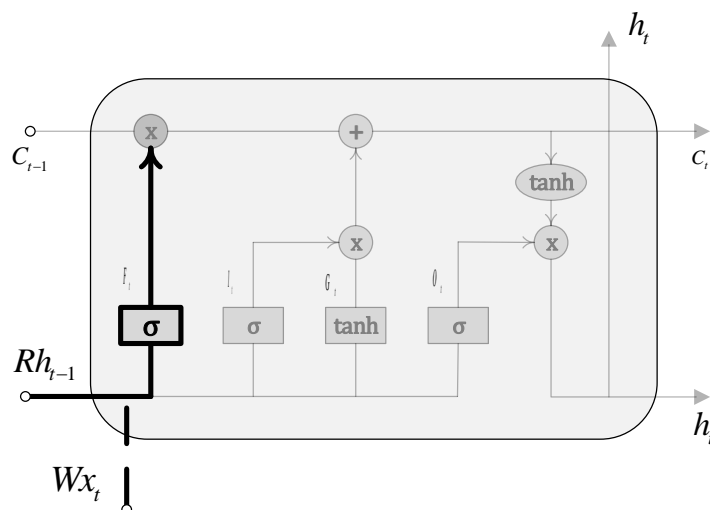 h_t
x
+
C_{t-1}
C_t
tanh
x
x
F_t
I_t
G_t
O_t
σ
σ
tanh
σ
Rh_{t-1}
h_t
Wx_t